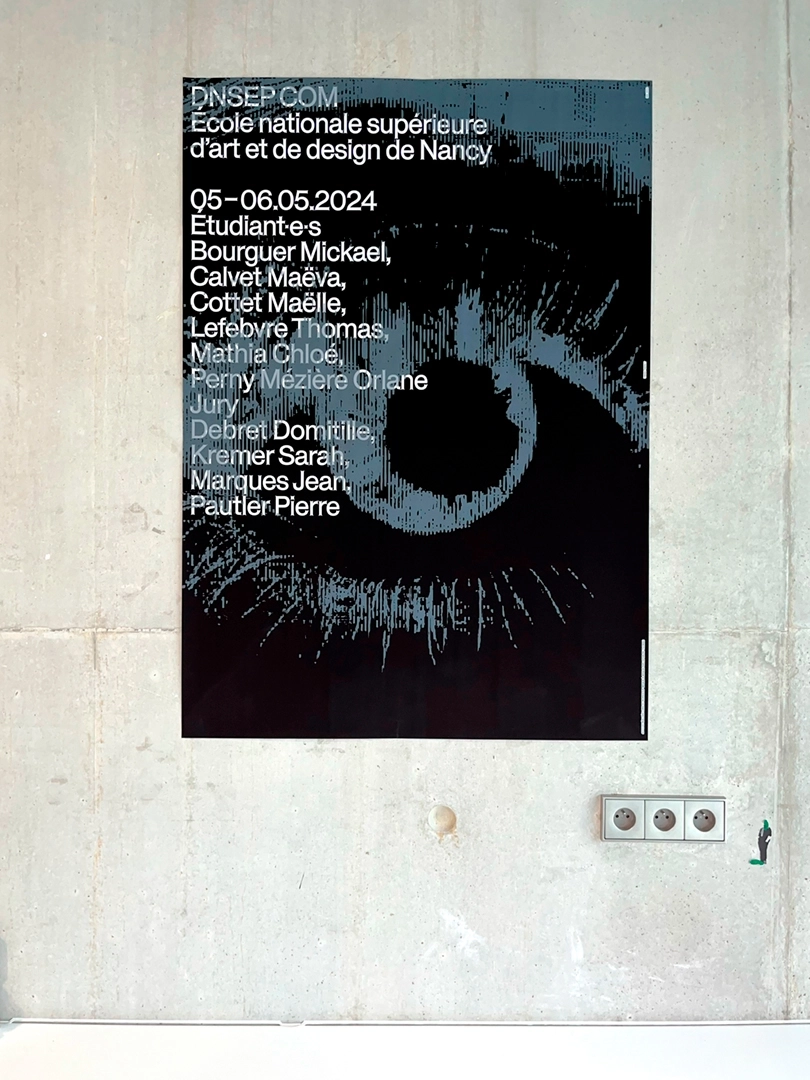 DNSEP COM
École nationale supérieure
d'art et de design de Nancy
05–06.05.2024
Étudiant·e·s
Bourguer Mickael,
Calvet Maëva,
Cottet Maëlle,
Lefebvre Thomas,
Mathia Chloé,
Perny Mézière Orlane
Jury
Debret Domitille,
Kremer Sarah,
Marques Jean,
Pautler Pierre